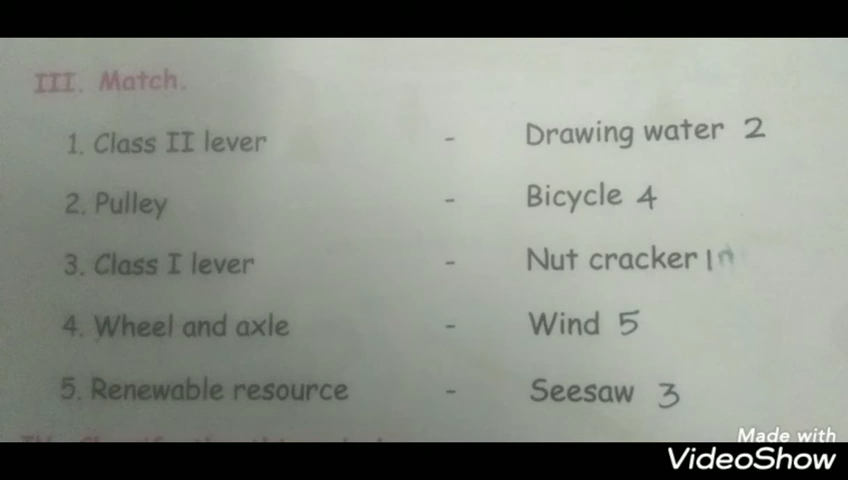 III. Match.
1. Class II lever - Drawing water 2
2. Pulley - Bicycle 4
3. Class I lever - Nut cracker 1
4. Wheel and axle - Wind 5
5. Renewable resource - Seesaw 3
Made with
VideoShow